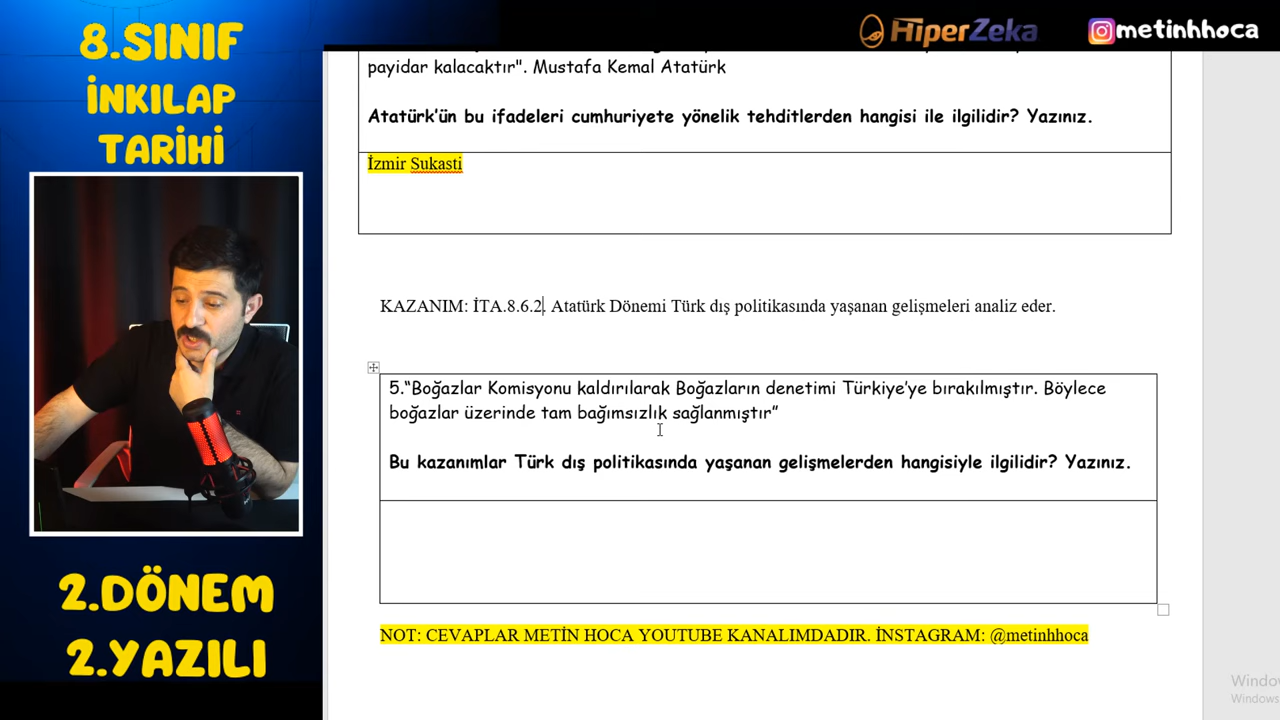 8.SINIF
İNKILAP
TARİHİ
HiperZeka
@metinhhoca
payidar kalacaktır". Mustafa Kemal Atatürk
Atatürk'ün bu ifadeleri cumhuriyete yönelik tehditlerden hangisi ile ilgilidir? Yazınız.
İzmir Sukasti
KAZANIM: İTA.8.6.2. Atatürk Dönemi Türk dış politikasında yaşanan gelişmeleri analiz eder.
5.“Boğazlar Komisyonu kaldırılarak Boğazların denetimi Türkiye’ye bırakılmıştır. Böylece
boğazlar üzerinde tam bağımsızlık sağlanmıştır”
Bu kazanımlar Türk dış politikasında yaşanan gelişmelerden hangisiyle ilgilidir? Yazınız.
NOT: CEVAPLAR METİN HOCA YOUTUBE KANALIMDADIR. İNSTAGRAM: @metinhhoca
2.DÖNEM
2.YAZILI
Windows